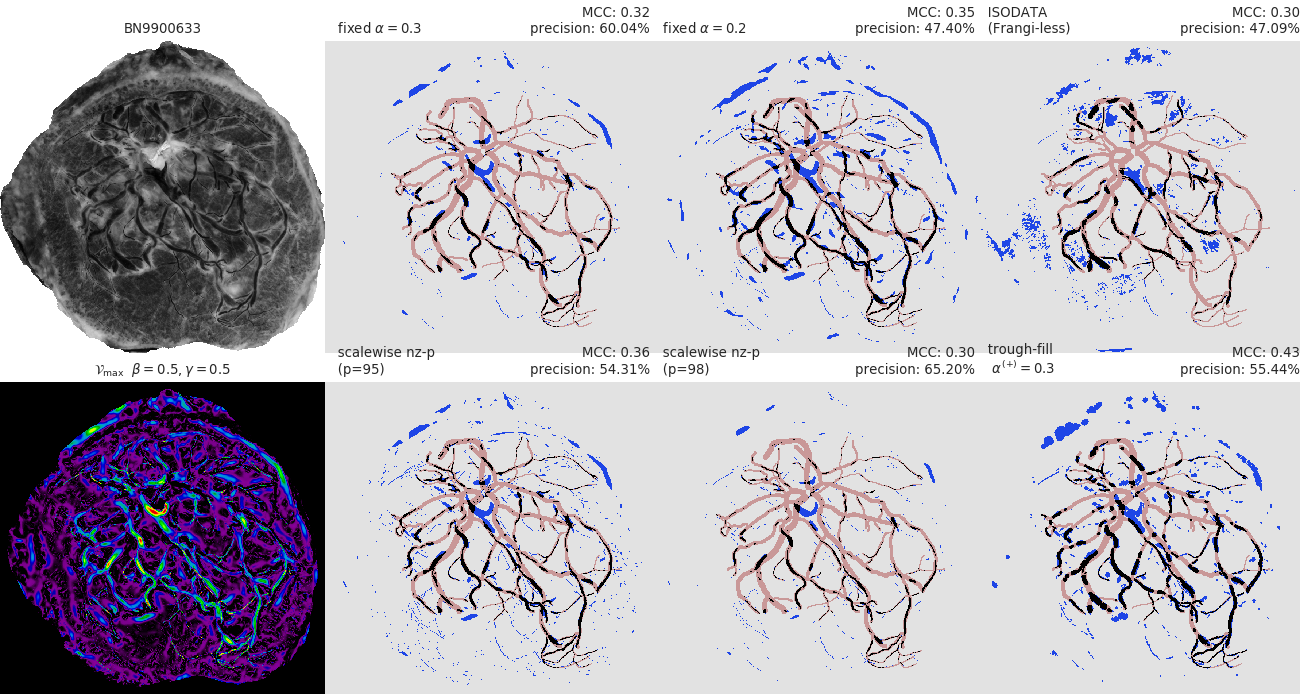 BN9900633
fixed α = 0.3
MCC: 0.32
precision: 60.04%
fixed α = 0.2
MCC: 0.35
precision: 47.40%
ISODATA
(Frangi-less)
MCC: 0.30
precision: 47.09%
𝒱max β = 0.5, γ = 0.5
scalewise nz-p
(p=95)
MCC: 0.36
precision: 54.31%
scalewise nz-p
(p=98)
MCC: 0.30
precision: 65.20%
trough-fill
α(+) = 0.3
MCC: 0.43
precision: 55.44%